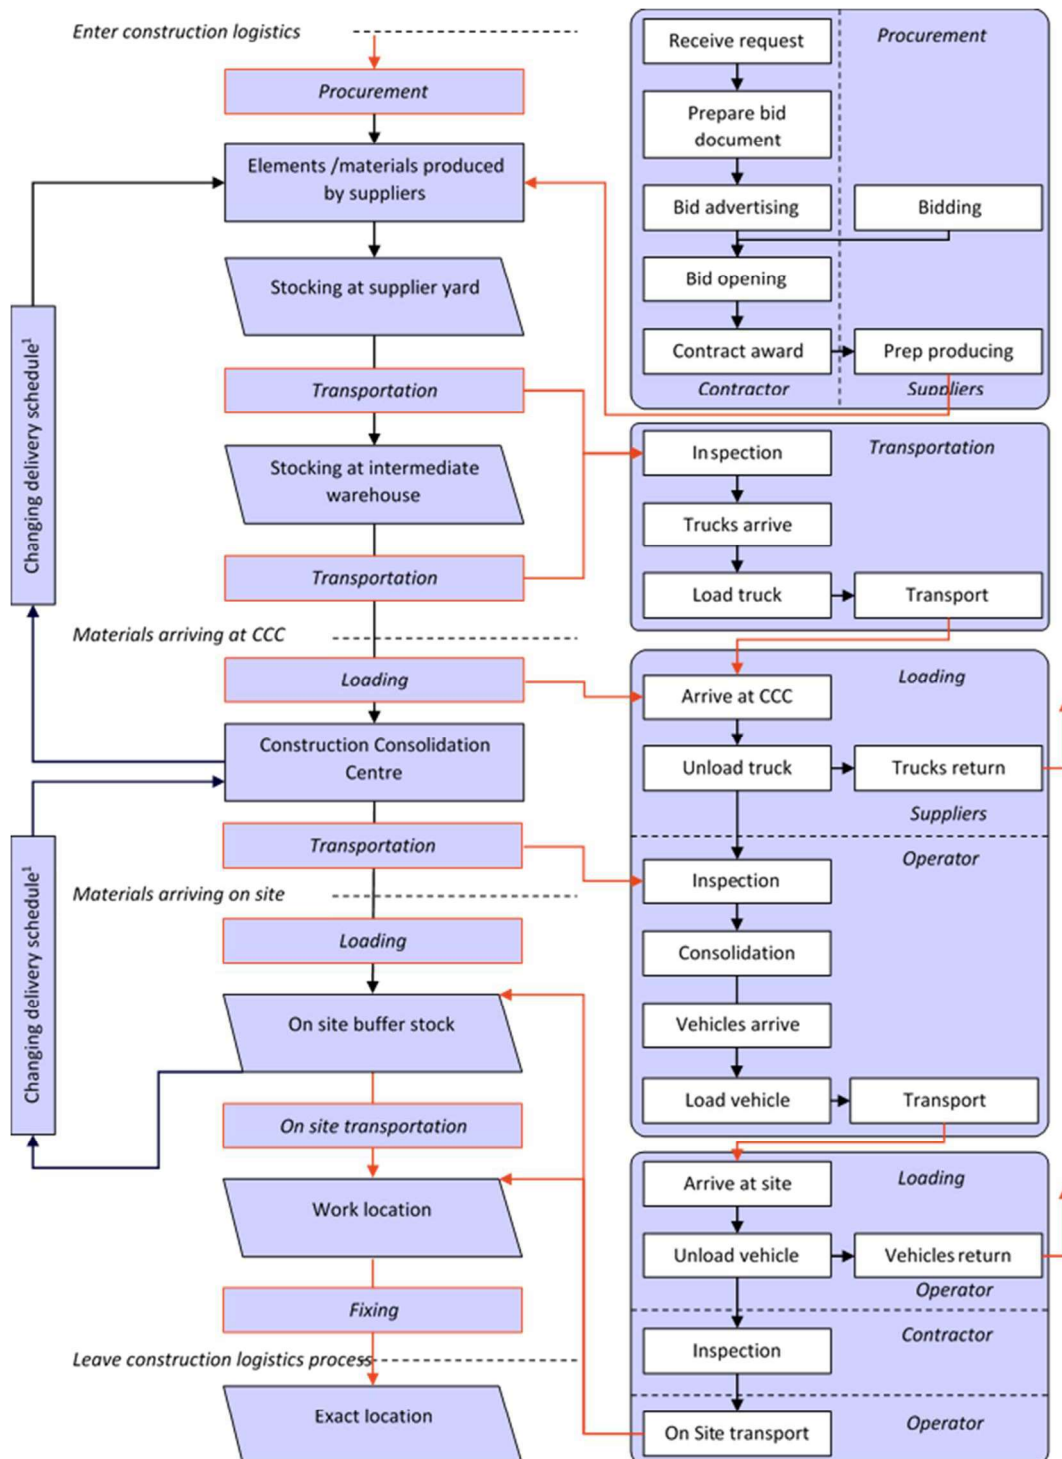 Enter construction logistics
Procurement
Elements /materials produced
by suppliers
Stocking at supplier yard
Transportation
Stocking at intermediate
warehouse
Transportation
Materials arriving at CCC
Loading
Construction Consolidation
Centre
Transportation
Materials arriving on site
Loading
On site buffer stock
On site transportation
Work location
Fixing
Leave construction logistics process
Exact location
Changing delivery schedule¹
Changing delivery schedule¹
Receive request
Procurement
Prepare bid
document
Bid advertising
Bidding
Bid opening
Contract award
Prep producing
Contractor
Suppliers
Inspection
Transportation
Trucks arrive
Load truck
Transport
Loading
Arrive at CCC
Unload truck
Trucks return
Suppliers
Operator
Inspection
Consolidation
Vehicles arrive
Load vehicle
Transport
Arrive at site
Loading
Unload vehicle
Vehicles return
Operator
Contractor
Inspection
Operator
On Site transport